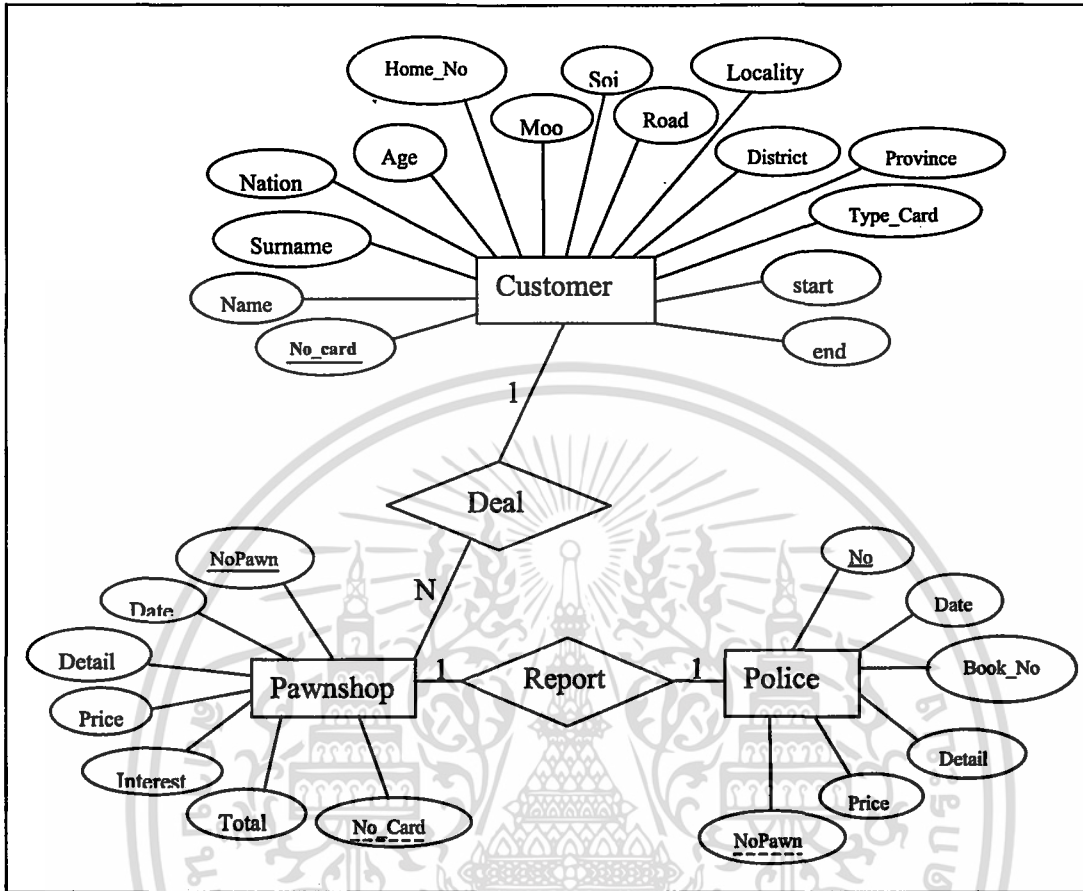 Home_No
Soi
Locality
Moo
Road
Age
District
Province
Nation
Type_Card
Surname
Customer
start
Name
No_card
end
1
Deal
NoPawn
No
N
Date
Date
Detail
Book_No
Pawnshop
1
Report
1
Police
Price
Detail
Interest
Price
Total
No_Card
NoPawn